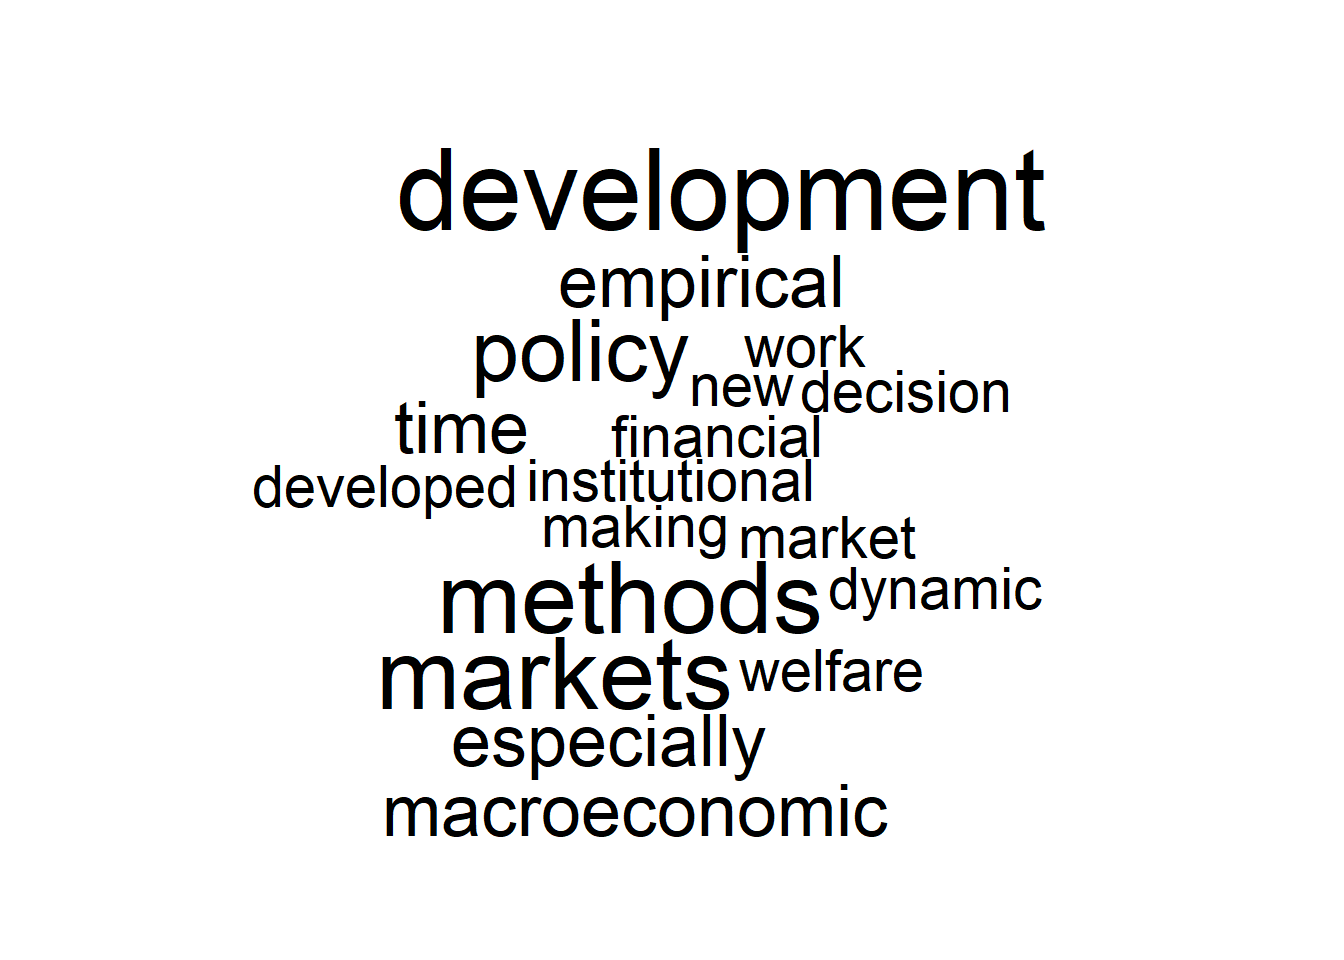 development
empirical
policy work
new decision
time financial
developed institutional
making market
methods dynamic
markets welfare
especially
macroeconomic